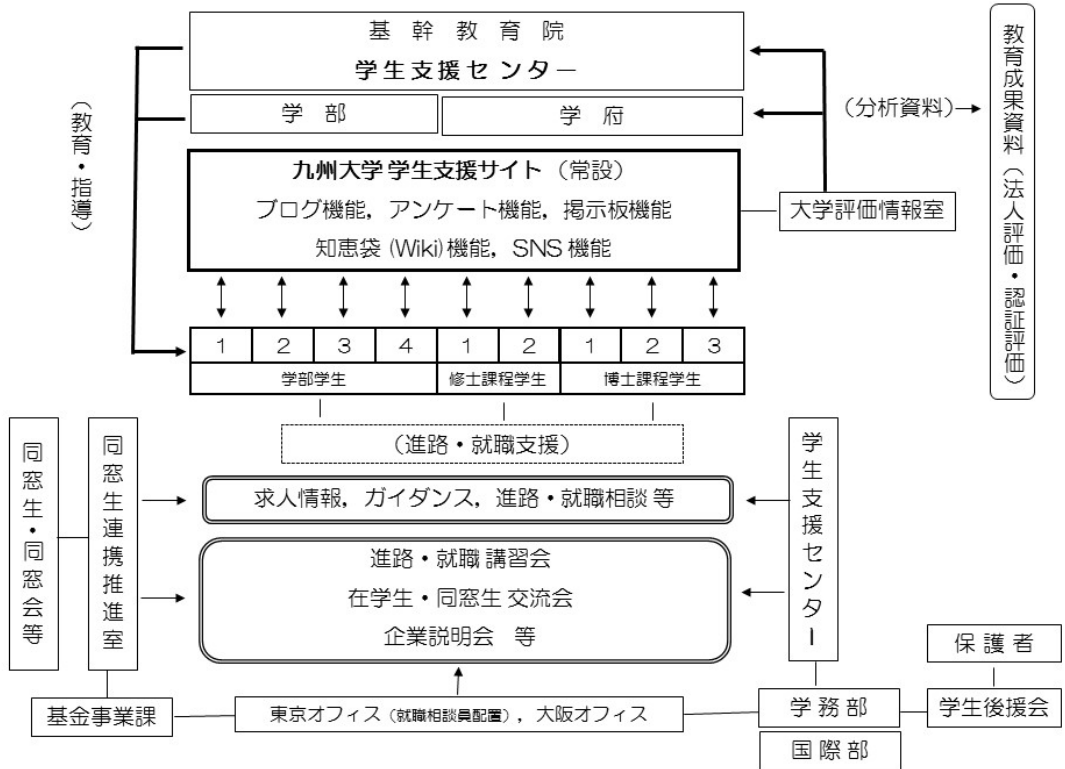 基 幹 教 育 院
学生支援センター
学 部
学 府
(教育・指導)
(分析資料)
教育成果資料(法人評価・認証評価)
九州大学 学生支援サイト (常設)
ブログ機能, アンケート機能, 掲示板機能
知恵袋 (Wiki) 機能, SNS 機能
大学評価情報室
1 2 3 4 1 2 1 2 3
学部学生 修士課程学生 博士課程学生
(進路・就職支援)
同窓生・同窓会等
同窓生連携推進室
求人情報, ガイダンス, 進路・就職相談 等
進路・就職 講習会
在学生・同窓生 交流会
企業説明会 等
学生支援センター
保 護 者
基金事業課
東京オフィス (就職相談員配置) , 大阪オフィス
学 務 部
学生後援会
国 際 部